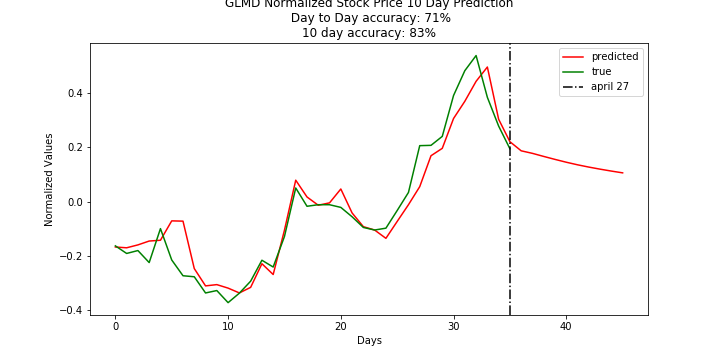 GLMD Normalized Stock Price 10 Day Prediction
Day to Day accuracy: 71%
10 day accuracy: 83%
predicted
true
april 27
Normalized Values
0.4
0.2
0.0
−0.2
−0.4
0 10 20 30 40
Days